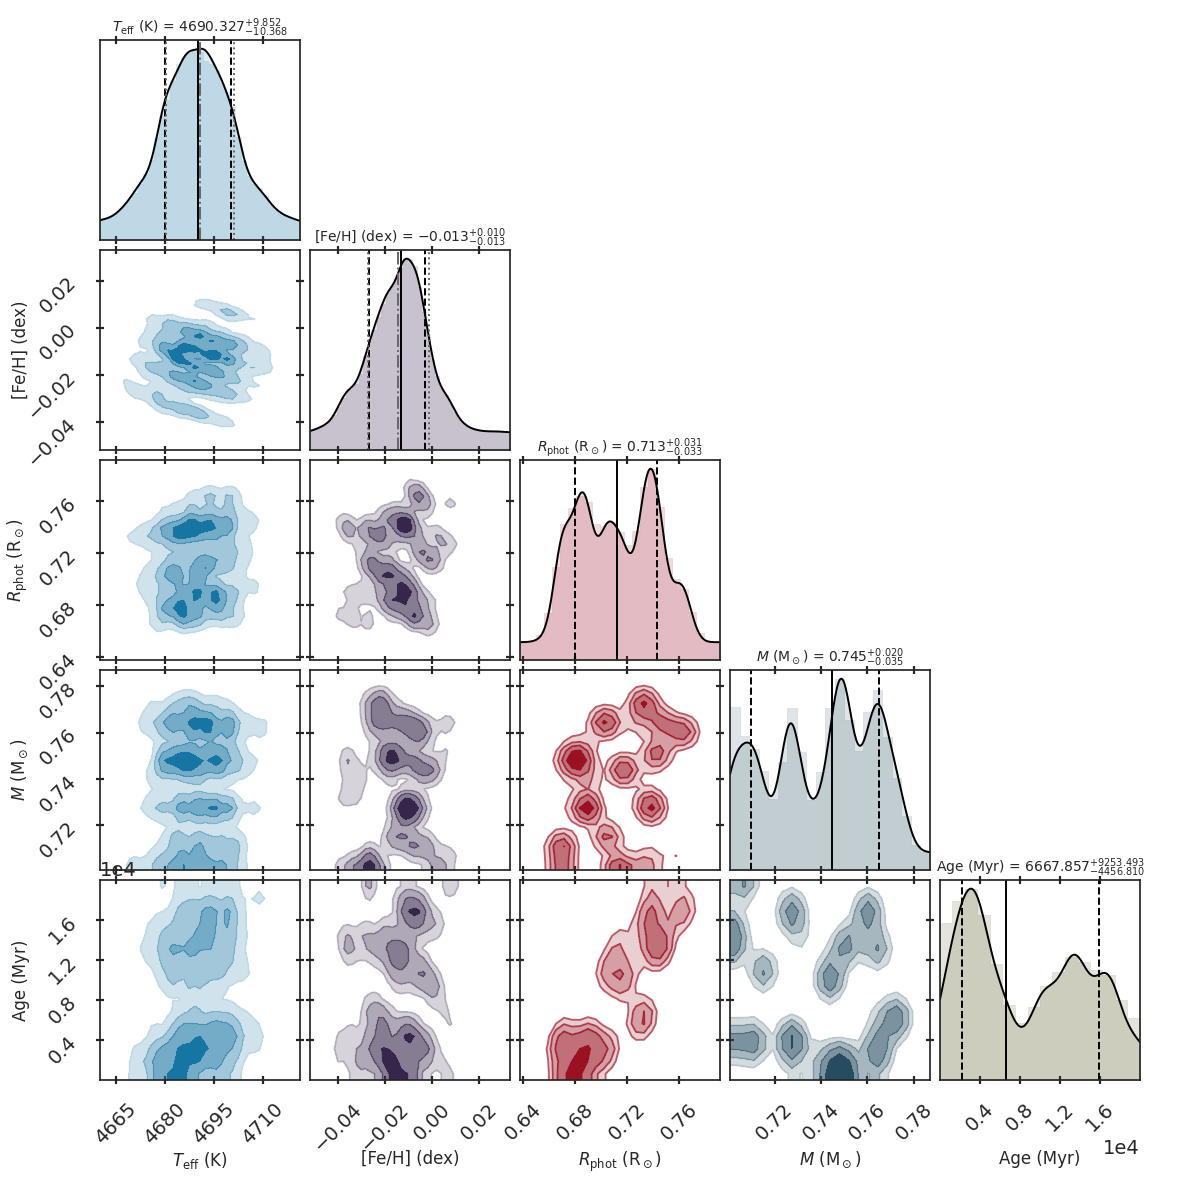 T_eff (K) = 4690.327^{+9.852}_{−10.368}
[Fe/H] (dex) = −0.013^{+0.010}_{−0.013}
[Fe/H] (dex)
0.02
0.00
−0.02
−0.04
R_phot (R_⊙) = 0.713^{+0.031}_{−0.033}
R_phot (R_⊙)
0.76
0.72
0.68
0.64
M (M_⊙) = 0.745^{+0.020}_{−0.035}
M (M_⊙)
0.78
0.76
0.74
0.72
1e4
Age (Myr) = 6667.857^{+9253.493}_{−4456.810}
Age (Myr)
1.6
1.2
0.8
0.4
4665 4680 4695 4710 −0.04 −0.02 0.00 0.02 0.64 0.68 0.72 0.76 0.72 0.74 0.76 0.78 0.4 0.8 1.2 1.6
1e4
T_eff (K) [Fe/H] (dex) R_phot (R_⊙) M (M_⊙) Age (Myr)